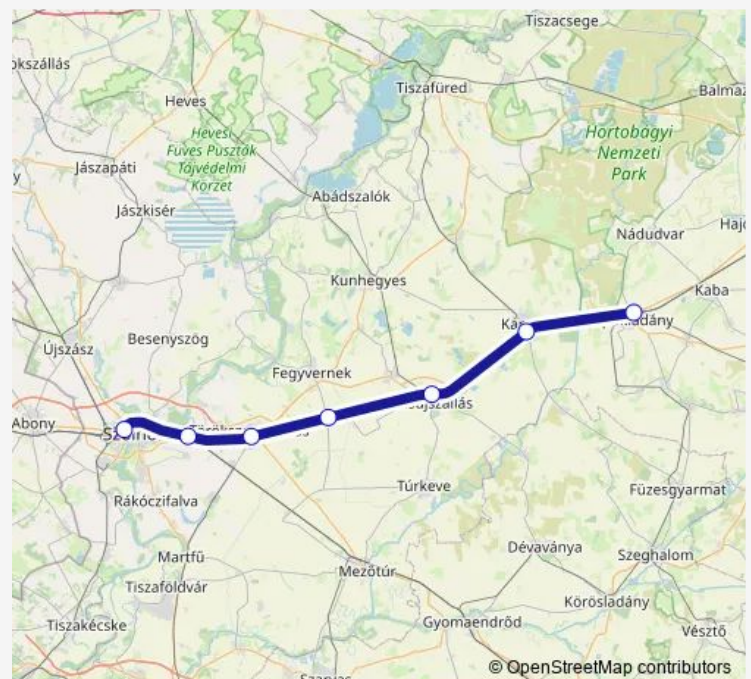 Tiszacsege
okszállás
Tiszafüred
Balmaz
Heves
Hevesi
Füves Puszták
Tájvédelmi
Körzet
Hortobágyi
Nemzeti
Park
Jászapáti
Abádszalók
Jászkisér
Nádudvar
Hajd
Kunhegyes
Kaba
Besenyszög
Újszász
Fegyvernek
Abony
Túrkeve
Füzesgyarmat
Rákóczifalva
Dévaványa
Szeghalom
Martfű
Mezőtúr
Tiszaföldvár
Körösladány
Tiszakécske
Gyomaendrőd
Vésztő
Szarvas
© OpenStreetMap contributors